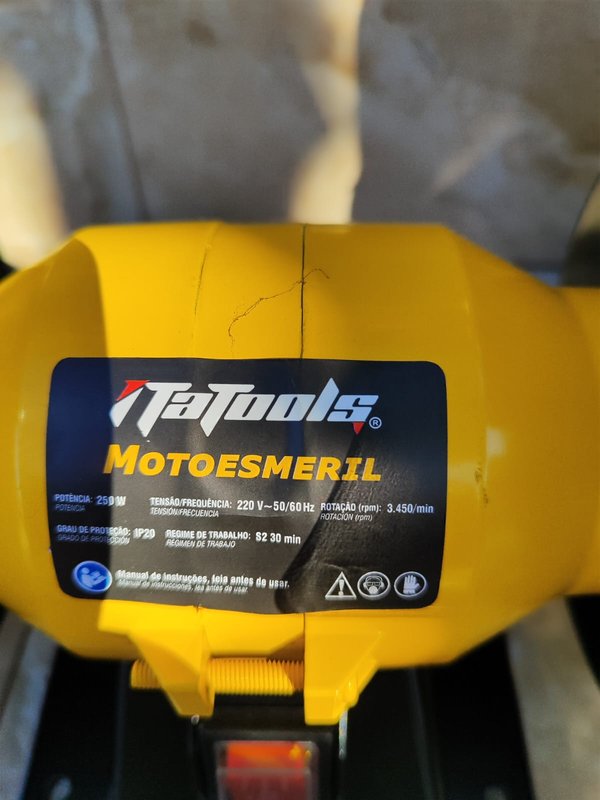 ITATOOLS®
MOTOESMERIL
POTÊNCIA: 250 W TENSÃO/FREQUÊNCIA: 220 V~50/60 Hz ROTAÇÃO (rpm): 3.450/min
POTENCIA TENSIÓN/FRECUENCIA ROTACIÓN (rpm)
GRAU DE PROTEÇÃO: IP20 REGIME DE TRABALHO: S2 30 min
GRADO DE PROTECCIÓN REGIMEN DE TRABAJO
Manual de instruções, leia antes de usar.
Manual de instrucciones, lea antes de usar.